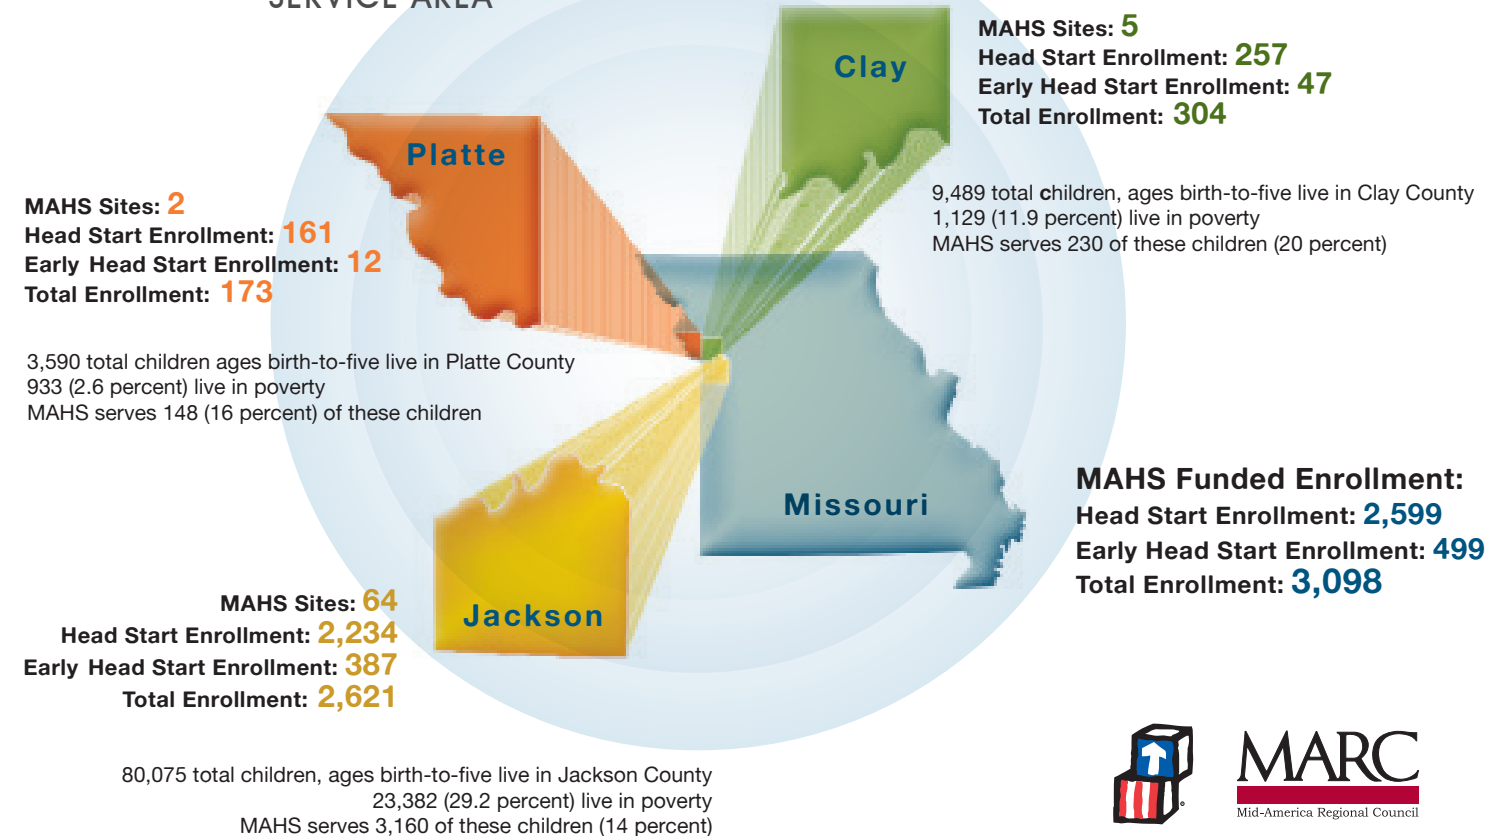 SERVICE AREA
Clay
MAHS Sites: 5
Head Start Enrollment: 257
Early Head Start Enrollment: 47
Total Enrollment: 304
9,489 total children, ages birth-to-five live in Clay County
1,129 (11.9 percent) live in poverty
MAHS serves 230 of these children (20 percent)
Platte
MAHS Sites: 2
Head Start Enrollment: 161
Early Head Start Enrollment: 12
Total Enrollment: 173
3,590 total children ages birth-to-five live in Platte County
933 (2.6 percent) live in poverty
MAHS serves 148 (16 percent) of these children
Missouri
MAHS Funded Enrollment:
Head Start Enrollment: 2,599
Early Head Start Enrollment: 499
Total Enrollment: 3,098
Jackson
MAHS Sites: 64
Head Start Enrollment: 2,234
Early Head Start Enrollment: 387
Total Enrollment: 2,621
80,075 total children, ages birth-to-five live in Jackson County
23,382 (29.2 percent) live in poverty
MAHS serves 3,160 of these children (14 percent)
MARC
Mid-America Regional Council